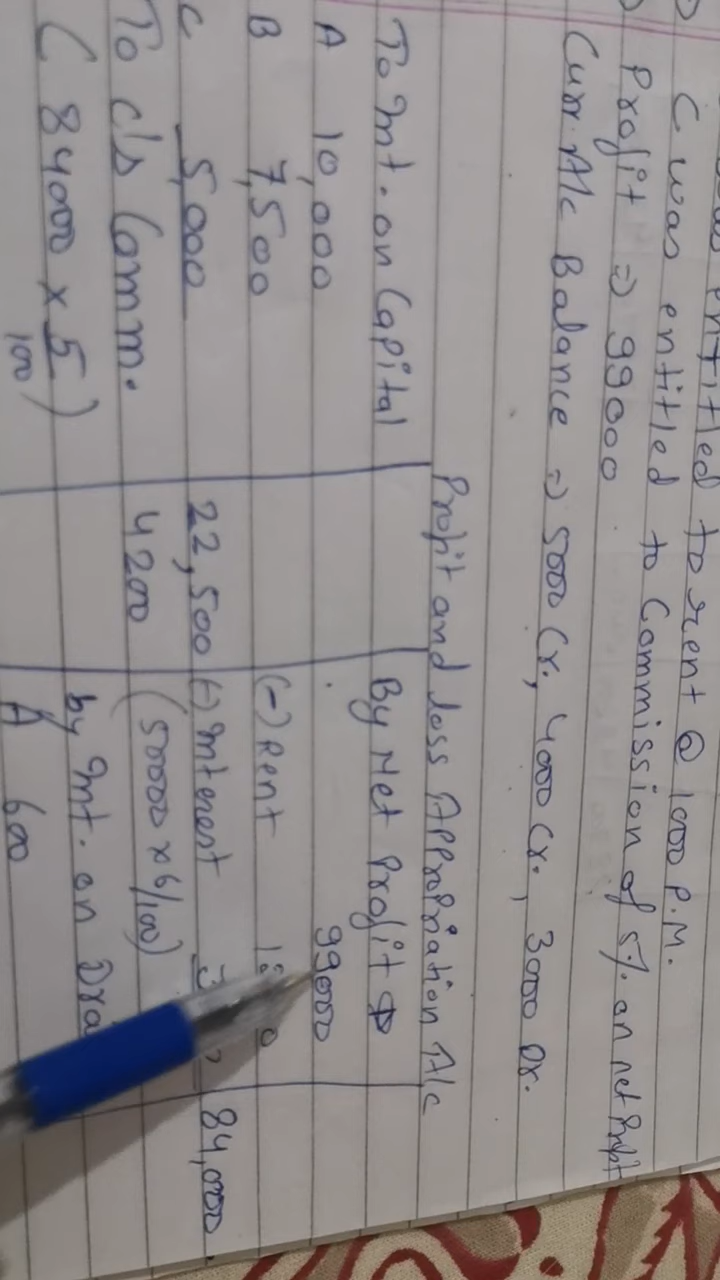 entitled to rent @ 1000 P.M.
C was entitled to Commission of 5% on net Profit
Profit => 99000
Curr. A/c Balance => 5000 Cr., 4000 Cr., 3000 Dr.
Profit and loss Appropriation A/c
To Int. on Capital
A 10,000
B 7,500
C 5,000 22,500
To c/s Comm. 4200
(84000 x 5/100)
By Net Profit
99000
(-) Rent
(-) Interest 84,000
(50000 x 6/100)
by Int. on
A 600